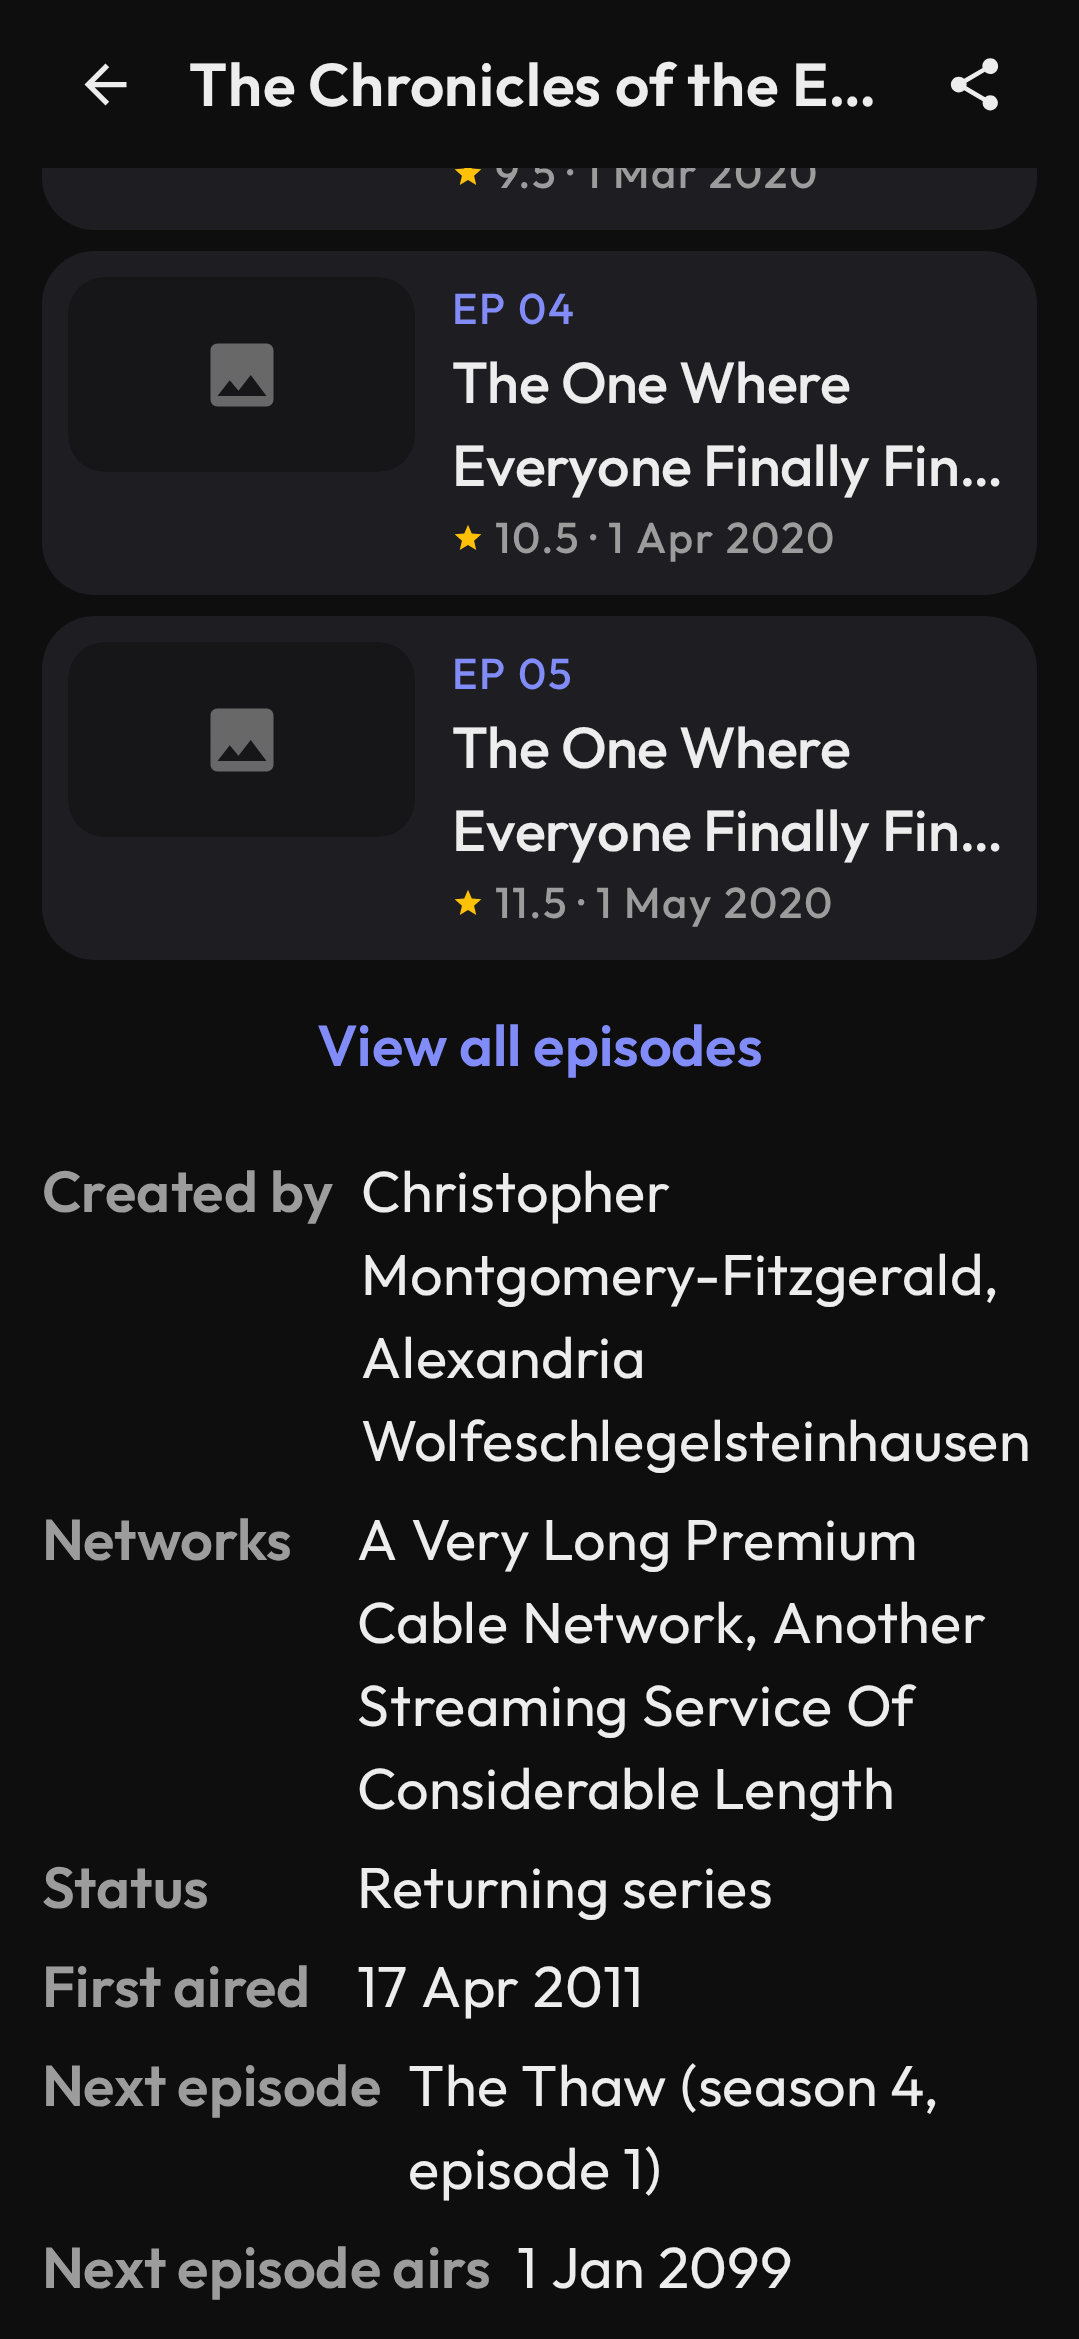 The Chronicles of the E...
9.5 · 1 Mar 2020
EP 04
The One Where
Everyone Finally Fin...
10.5 · 1 Apr 2020
EP 05
The One Where
Everyone Finally Fin...
11.5 · 1 May 2020
View all episodes
Created by Christopher
Montgomery-Fitzgerald,
Alexandria
Wolfeschlegelsteinhausen
Networks A Very Long Premium
Cable Network, Another
Streaming Service Of
Considerable Length
Status Returning series
First aired 17 Apr 2011
Next episode The Thaw (season 4,
episode 1)
Next episode airs 1 Jan 2099